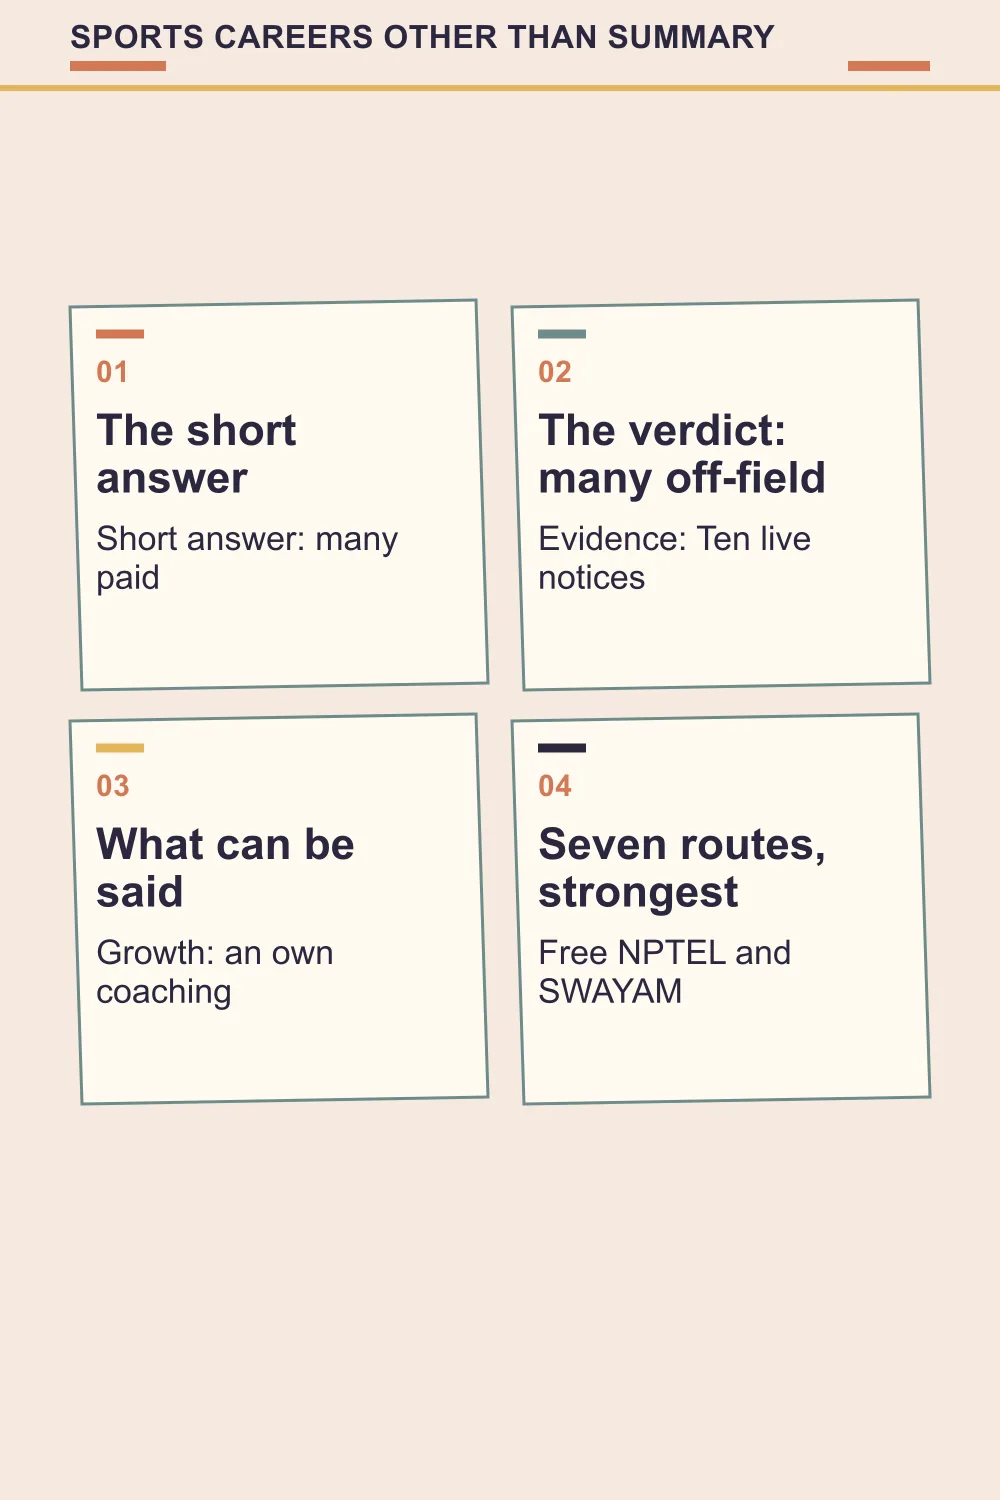 SPORTS CAREERS OTHER THAN SUMMARY
01
The short
answer
Short answer: many
paid
02
The verdict:
many off-field
Evidence: Ten live
notices
03
What can be
said
Growth: an own
coaching
04
Seven routes,
strongest
Free NPTEL and
SWAYAM